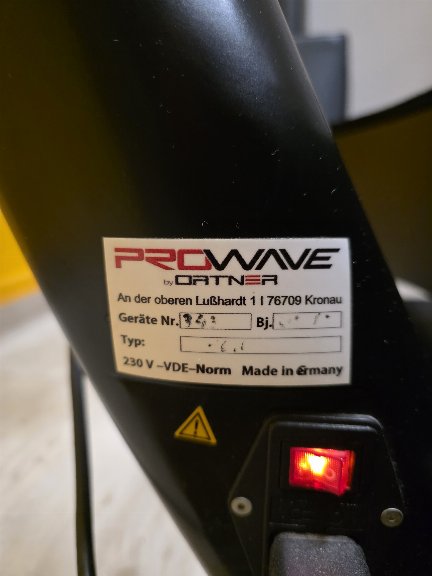 PROWAVE
by ORTNER
An der oberen Lußhardt 1 I 76709 Kronau
Geräte Nr. Bj.
Typ:
230 V –VDE–Norm Made in Germany